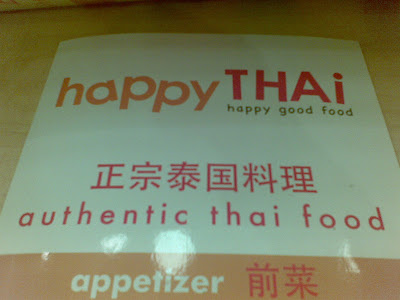 happy THAi
happy good food
正宗泰国料理
authentic thai food
appetizer 前菜